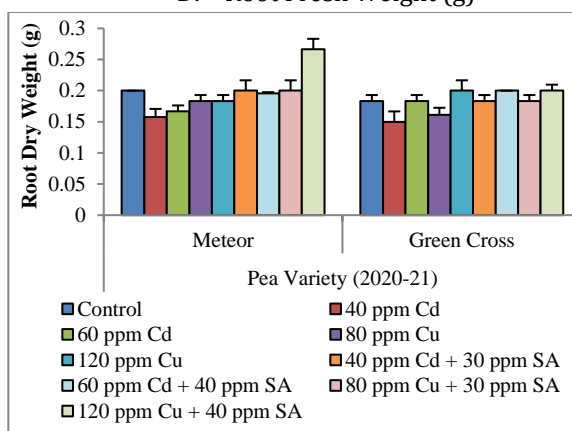 Root Fresh Weight (g)
Root Dry Weight (g)
0.3
0.25
0.2
0.15
0.1
0.05
0
Meteor Green Cross
Pea Variety (2020-21)
Control 40 ppm Cd
60 ppm Cd 80 ppm Cu
120 ppm Cu 40 ppm Cd + 30 ppm SA
60 ppm Cd + 40 ppm SA 80 ppm Cu + 30 ppm SA
120 ppm Cu + 40 ppm SA